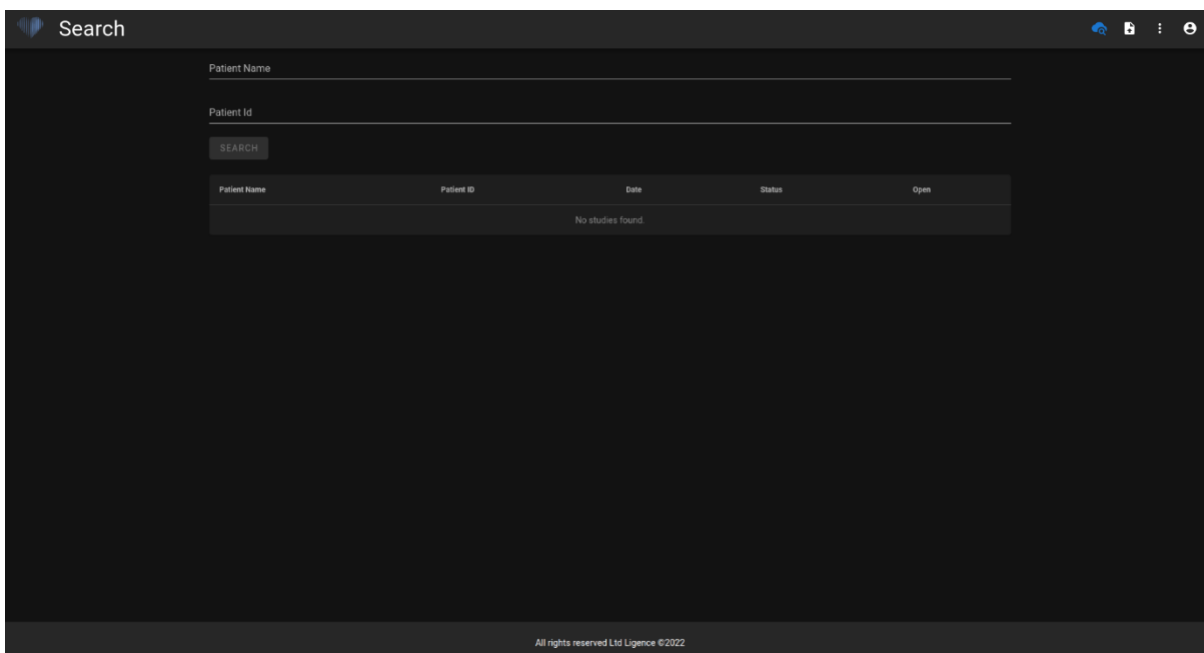 Search
Patient Name
Patient Id
SEARCH
Patient Name Patient ID Date Status Open
No studies found.
All rights reserved Ltd Ligence ©2022